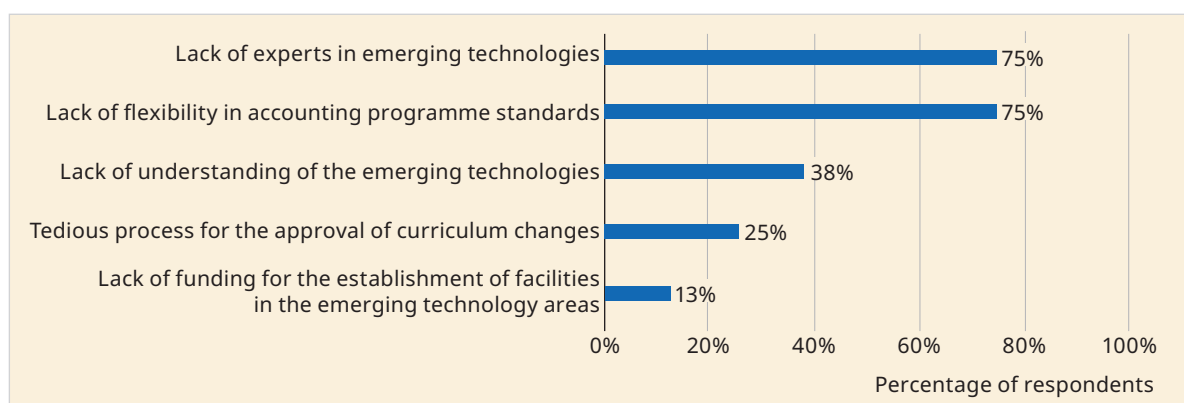 Lack of experts in emerging technologies
75%
Lack of flexibility in accounting programme standards
75%
Lack of understanding of the emerging technologies
38%
Tedious process for the approval of curriculum changes
25%
Lack of funding for the establishment of facilities
in the emerging technology areas
13%
0% 20% 40% 60% 80% 100%
Percentage of respondents